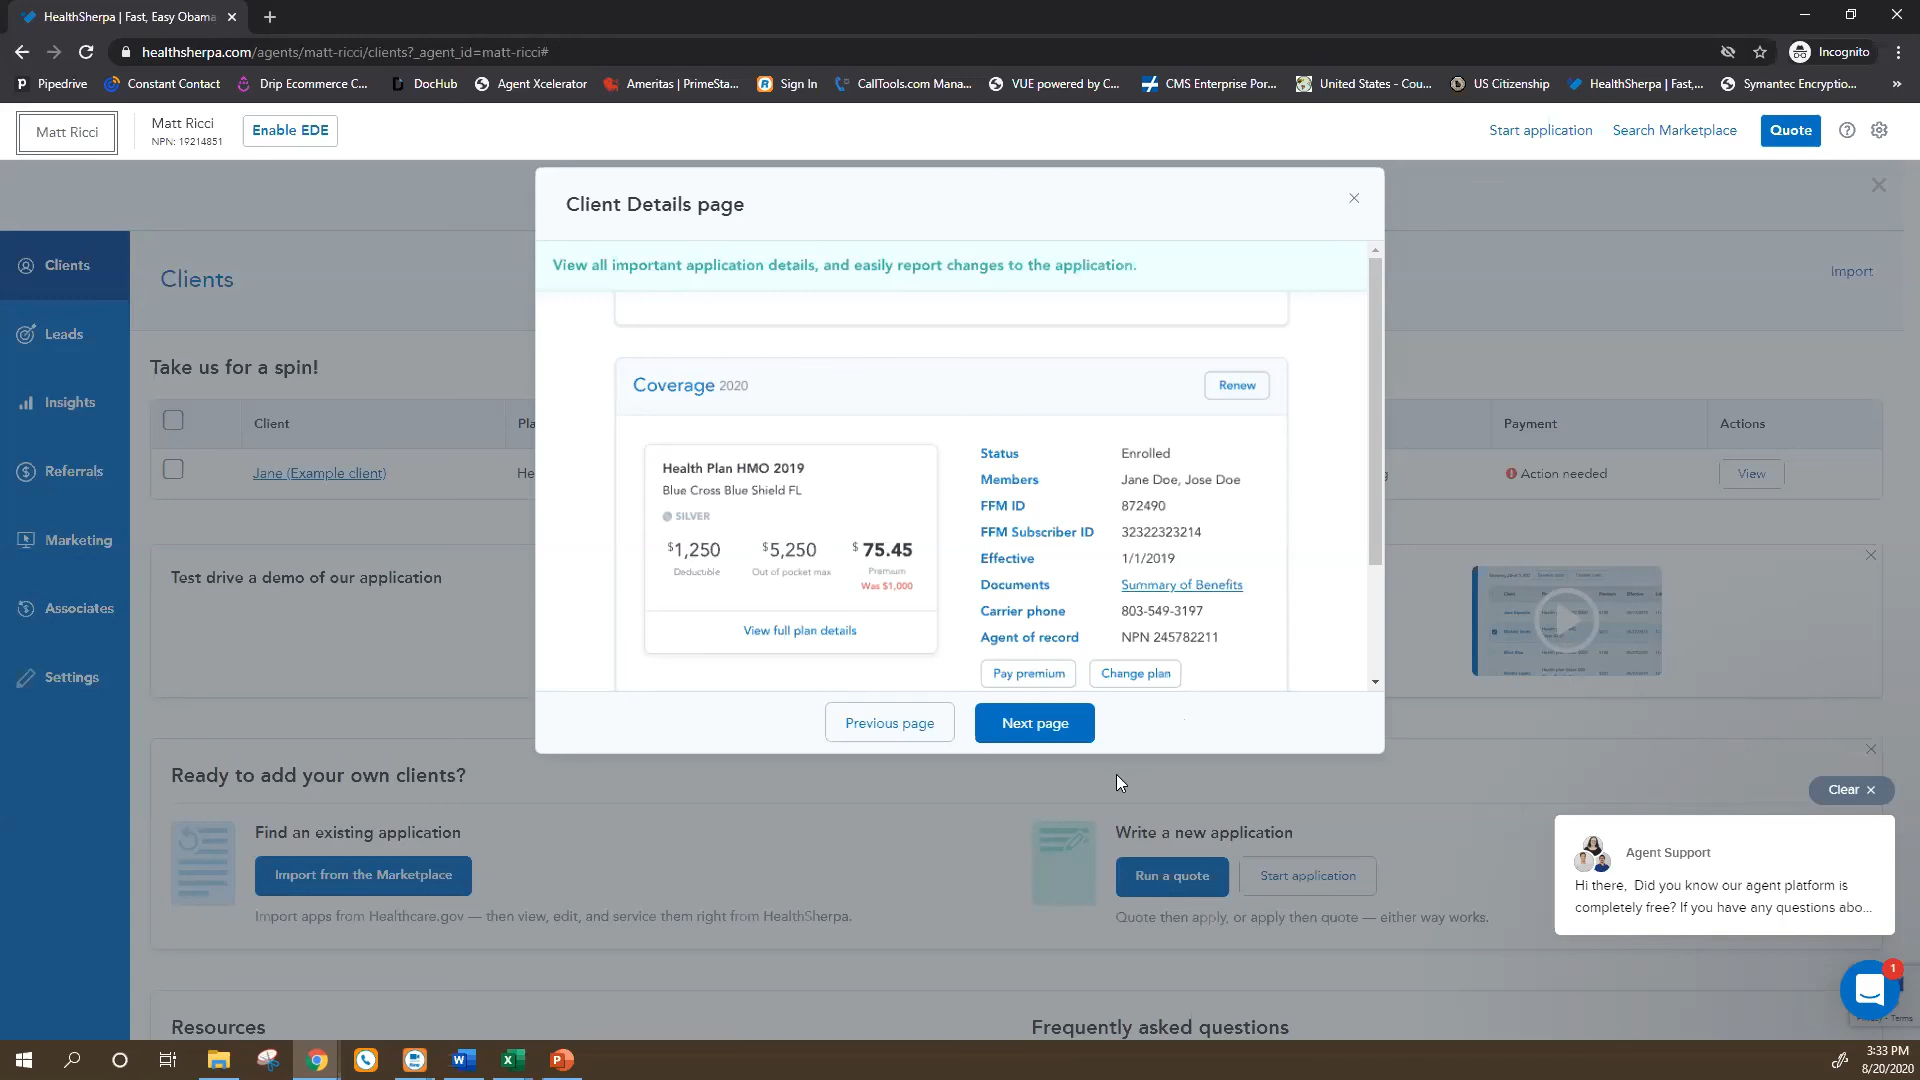 HealthSherpa | Fast, Easy Obama
healthsherpa.com/agents/matt-ricci/clients?_agent_id=matt-ricci#
Incognito
Pipedrive
Constant Contact
Drip Ecommerce C...
DocHub
Agent Xcelerator
Ameritas | PrimeSta...
Sign In
CallTools.com Mana...
VUE powered by C...
CMS Enterprise Por...
United States - Cou...
US Citizenship
HealthSherpa | Fast,...
Symantec Encryptio...
Matt Ricci
Matt Ricci
NPN: 19214851
Enable EDE
Start application
Search Marketplace
Quote
Clients
Leads
Insights
Referrals
Marketing
Associates
Settings
Clients
Import
Take us for a spin!
Client
Pla
Payment
Actions
Jane (Example client)
He
g
Action needed
View
Test drive a demo of our application
Client Details page
View all important application details, and easily report changes to the application.
Coverage 2020
Renew
Health Plan HMO 2019
Blue Cross Blue Shield FL
SILVER
$1,250
Deductible
$5,250
Out of pocket max
$75.45
Premium
Was $1,000
View full plan details
Status Enrolled
Members Jane Doe, Jose Doe
FFM ID 872490
FFM Subscriber ID 32322323214
Effective 1/1/2019
Documents Summary of Benefits
Carrier phone 803-549-3197
Agent of record NPN 245782211
Pay premium
Change plan
Previous page
Next page
Ready to add your own clients?
Find an existing application
Import from the Marketplace
Import apps from Healthcare.gov — then view, edit, and service them right from HealthSherpa.
Write a new application
Run a quote
Start application
Quote then apply, or apply then quote — either way works.
Clear
Agent Support
Hi there, Did you know our agent platform is
completely free? If you have any questions abo...
1
Privacy - Terms
Resources
Frequently asked questions
3:33 PM
8/20/2020